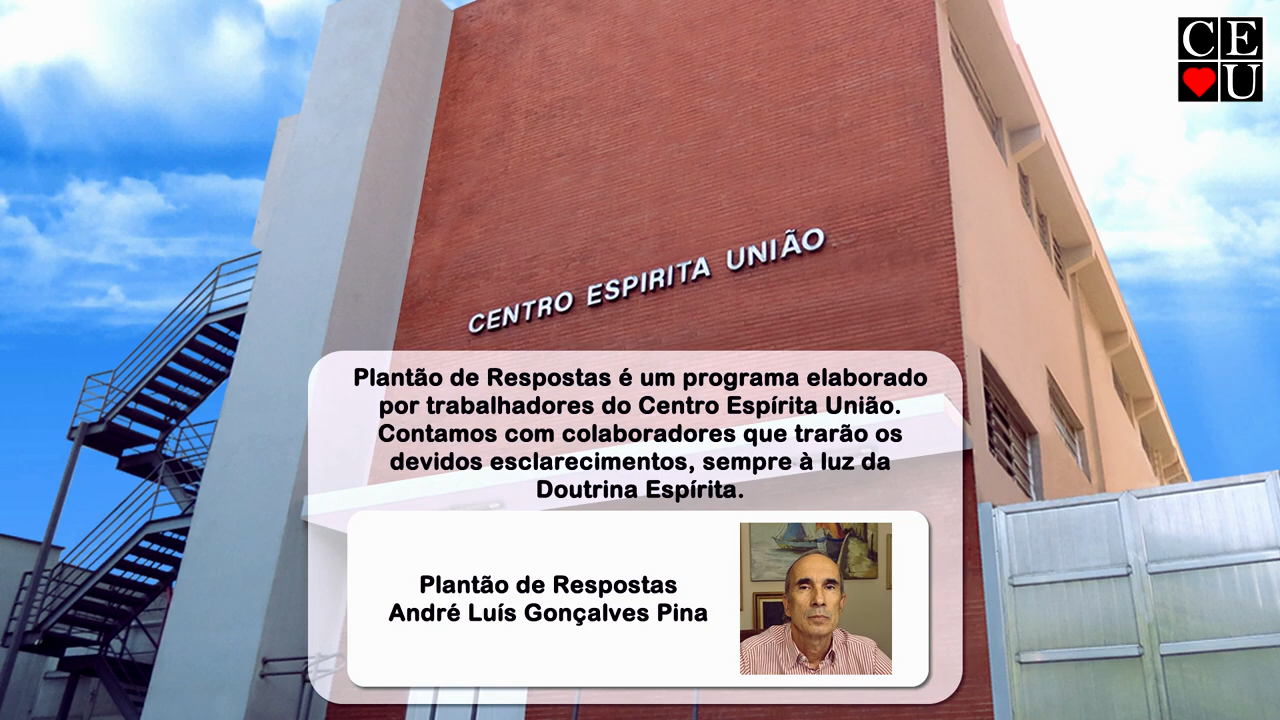 C E
U
CENTRO ESPIRITA UNIÃO
Plantão de Respostas é um programa elaborado
por trabalhadores do Centro Espírita União.
Contamos com colaboradores que trarão os
devidos esclarecimentos, sempre à luz da
Doutrina Espírita.
Plantão de Respostas
André Luís Gonçalves Pina